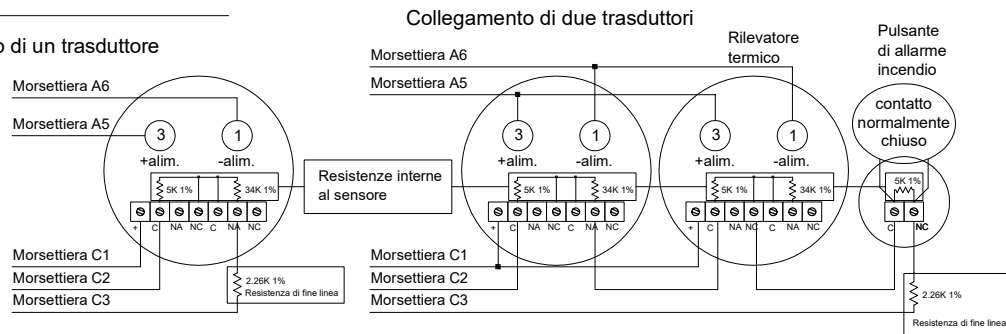 Collegamento di due trasduttori
o di un trasduttore
Morsettiera A6
Morsettiera A5
3
1
+alim.
-alim.
5K 1%
34K 1%
+
C
NA
NC
C
NA
NC
Morsettiera C1
Morsettiera C2
Morsettiera C3
2.26K 1%
Resistenza di fine linea
Resistenze interne
al sensore
Morsettiera A6
Morsettiera A5
3
1
+alim.
-alim.
5K 1%
34K 1%
+
C
NA
NC
C
NA
NC
Morsettiera C1
Morsettiera C2
Morsettiera C3
Rilevatore
termico
3
1
+alim.
-alim.
5K 1%
34K 1%
+
C
NA
NC
C
NA
NC
Pulsante
di allarme
incendio
contatto
normalmente
chiuso
5K 1%
C
NC
2.26K 1%
Resistenza di fine linea